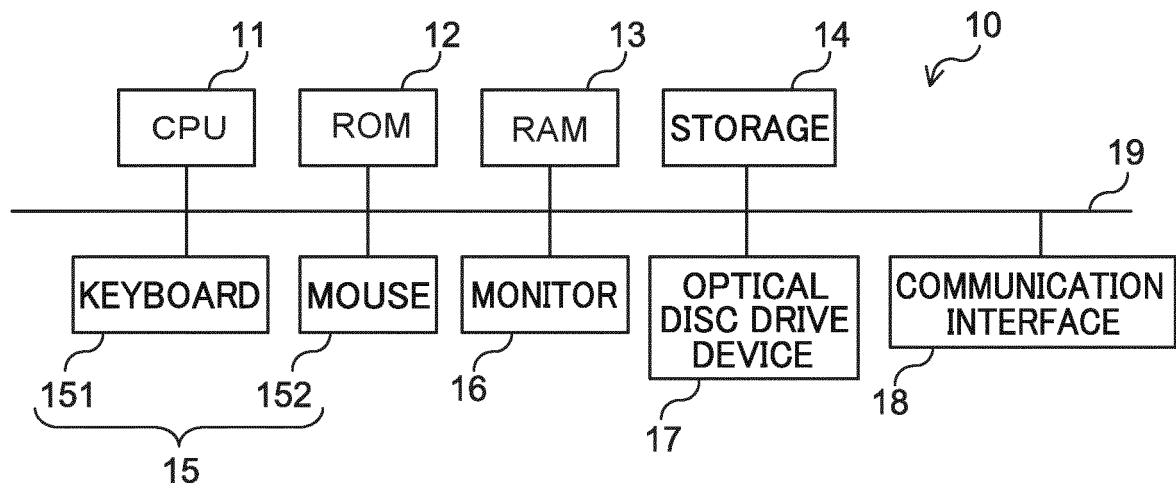 11 12 13 14 10
CPU ROM RAM STORAGE
19
KEYBOARD MOUSE MONITOR OPTICAL DISC DRIVE DEVICE COMMUNICATION INTERFACE
151 152 16 17 18
15